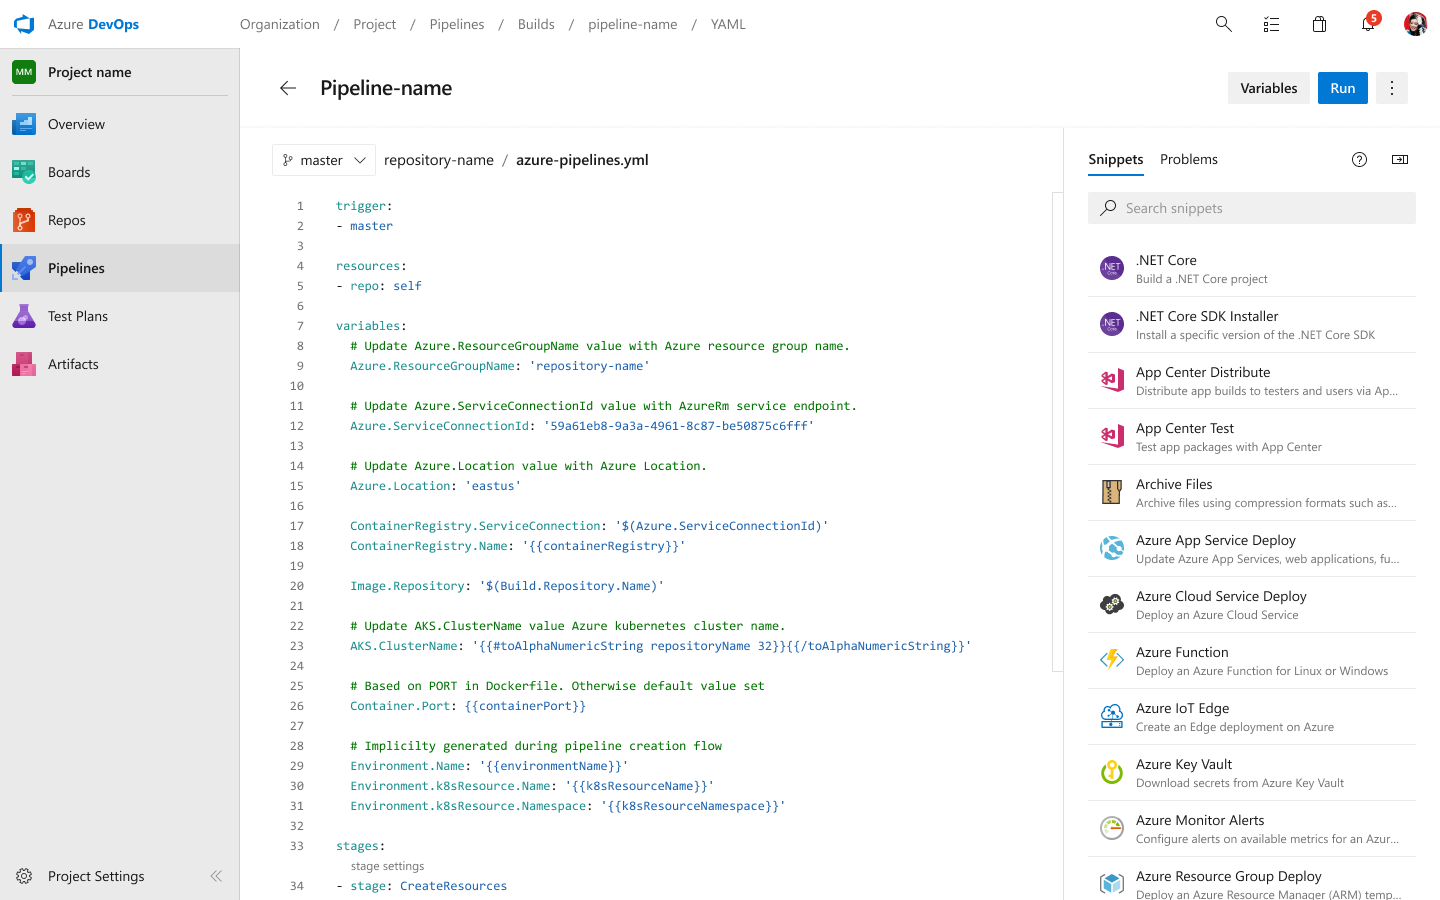 Azure DevOps
Organization / Project / Pipelines / Builds / pipeline-name / YAML
5
MM Project name
Overview
Boards
Repos
Pipelines
Test Plans
Artifacts
Project Settings
Pipeline-name
Variables
Run
master
repository-name / azure-pipelines.yml
1 trigger:
2 - master
3
4 resources:
5 - repo: self
6
7 variables:
8 # Update Azure.ResourceGroupName value with Azure resource group name.
9 Azure.ResourceGroupName: 'repository-name'
10
11 # Update Azure.ServiceConnectionId value with AzureRm service endpoint.
12 Azure.ServiceConnectionId: '59a61eb8-9a3a-4961-8c87-be50875c6fff'
13
14 # Update Azure.Location value with Azure Location.
15 Azure.Location: 'eastus'
16
17 ContainerRegistry.ServiceConnection: '$(Azure.ServiceConnectionId)'
18 ContainerRegistry.Name: '{{containerRegistry}}'
19
20 Image.Repository: '$(Build.Repository.Name)'
21
22 # Update AKS.ClusterName value Azure kubernetes cluster name.
23 AKS.ClusterName: '{{#toAlphaNumericString repositoryName 32}}{{/toAlphaNumericString}}'
24
25 # Based on PORT in Dockerfile. Otherwise default value set
26 Container.Port: {{containerPort}}
27
28 # Implicilty generated during pipeline creation flow
29 Environment.Name: '{{environmentName}}'
30 Environment.k8sResource.Name: '{{k8sResourceName}}'
31 Environment.k8sResource.Namespace: '{{k8sResourceNamespace}}'
32
33 stages:
stage settings
34 - stage: CreateResources
Snippets Problems
Search snippets
.NET Core
.NET Core
Build a .NET Core project
.NET Core
.NET Core SDK Installer
Install a specific version of the .NET Core SDK
App Center Distribute
Distribute app builds to testers and users via Ap...
App Center Test
Test app packages with App Center
Archive Files
Archive files using compression formats such as...
Azure App Service Deploy
Update Azure App Services, web applications, fu...
Azure Cloud Service Deploy
Deploy an Azure Cloud Service
Azure Function
Deploy an Azure Function for Linux or Windows
Azure IoT Edge
Create an Edge deployment on Azure
Azure Key Vault
Download secrets from Azure Key Vault
Azure Monitor Alerts
Configure alerts on available metrics for an Azur...
Azure Resource Group Deploy
Deploy an Azure Resource Manager (ARM) temp...